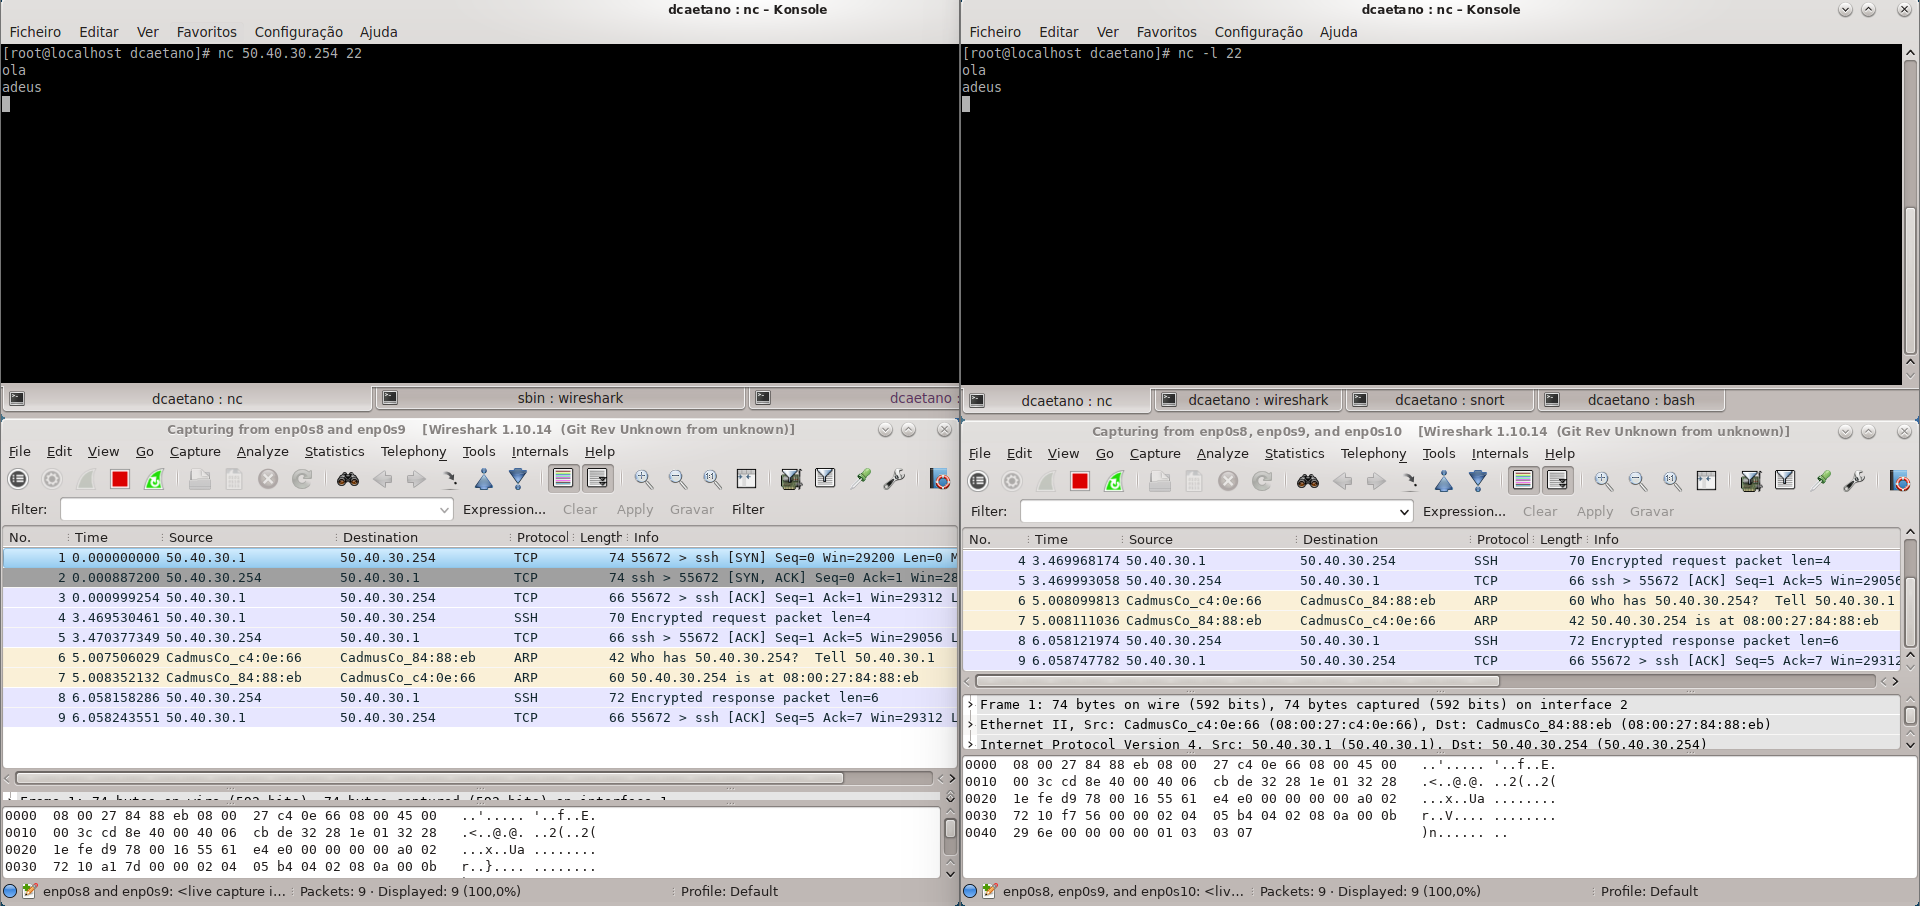 dcaetano : nc – Konsole
Ficheiro Editar Ver Favoritos Configuração Ajuda
[root@localhost dcaetano]# nc 50.40.30.254 22
ola
adeus
dcaetano : nc sbin : wireshark dcaetano :
dcaetano : nc – Konsole
Ficheiro Editar Ver Favoritos Configuração Ajuda
[root@localhost dcaetano]# nc -l 22
ola
adeus
dcaetano : nc dcaetano : wireshark dcaetano : snort dcaetano : bash
Capturing from enp0s8 and enp0s9 [Wireshark 1.10.14 (Git Rev Unknown from unknown)]
File Edit View Go Capture Analyze Statistics Telephony Tools Internals Help
Filter: Expression... Clear Apply Gravar Filter
No. Time Source Destination Protocol Length Info
1 0.000000000 50.40.30.1 50.40.30.254 TCP 74 55672 > ssh [SYN] Seq=0 Win=29200 Len=0 M
2 0.000887200 50.40.30.254 50.40.30.1 TCP 74 ssh > 55672 [SYN, ACK] Seq=0 Ack=1 Win=28
3 0.000999254 50.40.30.1 50.40.30.254 TCP 66 55672 > ssh [ACK] Seq=1 Ack=1 Win=29312 L
4 3.469530461 50.40.30.1 50.40.30.254 SSH 70 Encrypted request packet len=4
5 3.470377349 50.40.30.254 50.40.30.1 TCP 66 ssh > 55672 [ACK] Seq=1 Ack=5 Win=29056 L
6 5.007506029 CadmusCo_c4:0e:66 CadmusCo_84:88:eb ARP 42 Who has 50.40.30.254? Tell 50.40.30.1
7 5.008352132 CadmusCo_84:88:eb CadmusCo_c4:0e:66 ARP 60 50.40.30.254 is at 08:00:27:84:88:eb
8 6.058158286 50.40.30.254 50.40.30.1 SSH 72 Encrypted response packet len=6
9 6.058243551 50.40.30.1 50.40.30.254 TCP 66 55672 > ssh [ACK] Seq=5 Ack=7 Win=29312 L
Frame 1: 74 bytes on wire (592 bits), 74 bytes captured (592 bits) on interface 1
0000 08 00 27 84 88 eb 08 00 27 c4 0e 66 08 00 45 00 ..'..... '..f..E.
0010 00 3c cd 8e 40 00 40 06 cb de 32 28 1e 01 32 28 .<..@.@. ..2(..2(
0020 1e fe d9 78 00 16 55 61 e4 e0 00 00 00 00 a0 02 ...x..Ua ........
0030 72 10 a1 7d 00 00 02 04 05 b4 04 02 08 0a 00 0b r..}.... ........
enp0s8 and enp0s9: <live capture i... Packets: 9 · Displayed: 9 (100,0%) Profile: Default
Capturing from enp0s8, enp0s9, and enp0s10 [Wireshark 1.10.14 (Git Rev Unknown from unknown)]
File Edit View Go Capture Analyze Statistics Telephony Tools Internals Help
Filter: Expression... Clear Apply Gravar
No. Time Source Destination Protocol Length Info
4 3.469968174 50.40.30.1 50.40.30.254 SSH 70 Encrypted request packet len=4
5 3.469993058 50.40.30.254 50.40.30.1 TCP 66 ssh > 55672 [ACK] Seq=1 Ack=5 Win=29056
6 5.008099813 CadmusCo_c4:0e:66 CadmusCo_84:88:eb ARP 60 Who has 50.40.30.254? Tell 50.40.30.1
7 5.008111036 CadmusCo_84:88:eb CadmusCo_c4:0e:66 ARP 42 50.40.30.254 is at 08:00:27:84:88:eb
8 6.058121974 50.40.30.254 50.40.30.1 SSH 72 Encrypted response packet len=6
9 6.058747782 50.40.30.1 50.40.30.254 TCP 66 55672 > ssh [ACK] Seq=5 Ack=7 Win=29312
Frame 1: 74 bytes on wire (592 bits), 74 bytes captured (592 bits) on interface 2
Ethernet II, Src: CadmusCo_c4:0e:66 (08:00:27:c4:0e:66), Dst: CadmusCo_84:88:eb (08:00:27:84:88:eb)
Internet Protocol Version 4, Src: 50.40.30.1 (50.40.30.1), Dst: 50.40.30.254 (50.40.30.254)
0000 08 00 27 84 88 eb 08 00 27 c4 0e 66 08 00 45 00 ..'..... '..f..E.
0010 00 3c cd 8e 40 00 40 06 cb de 32 28 1e 01 32 28 .<..@.@. ..2(..2(
0020 1e fe d9 78 00 16 55 61 e4 e0 00 00 00 00 a0 02 ...x..Ua ........
0030 72 10 f7 56 00 00 02 04 05 b4 04 02 08 0a 00 0b r..V.... ........
0040 29 6e 00 00 00 00 01 03 03 07 )n...... ..
enp0s8, enp0s9, and enp0s10: <liv... Packets: 9 · Displayed: 9 (100,0%) Profile: Default